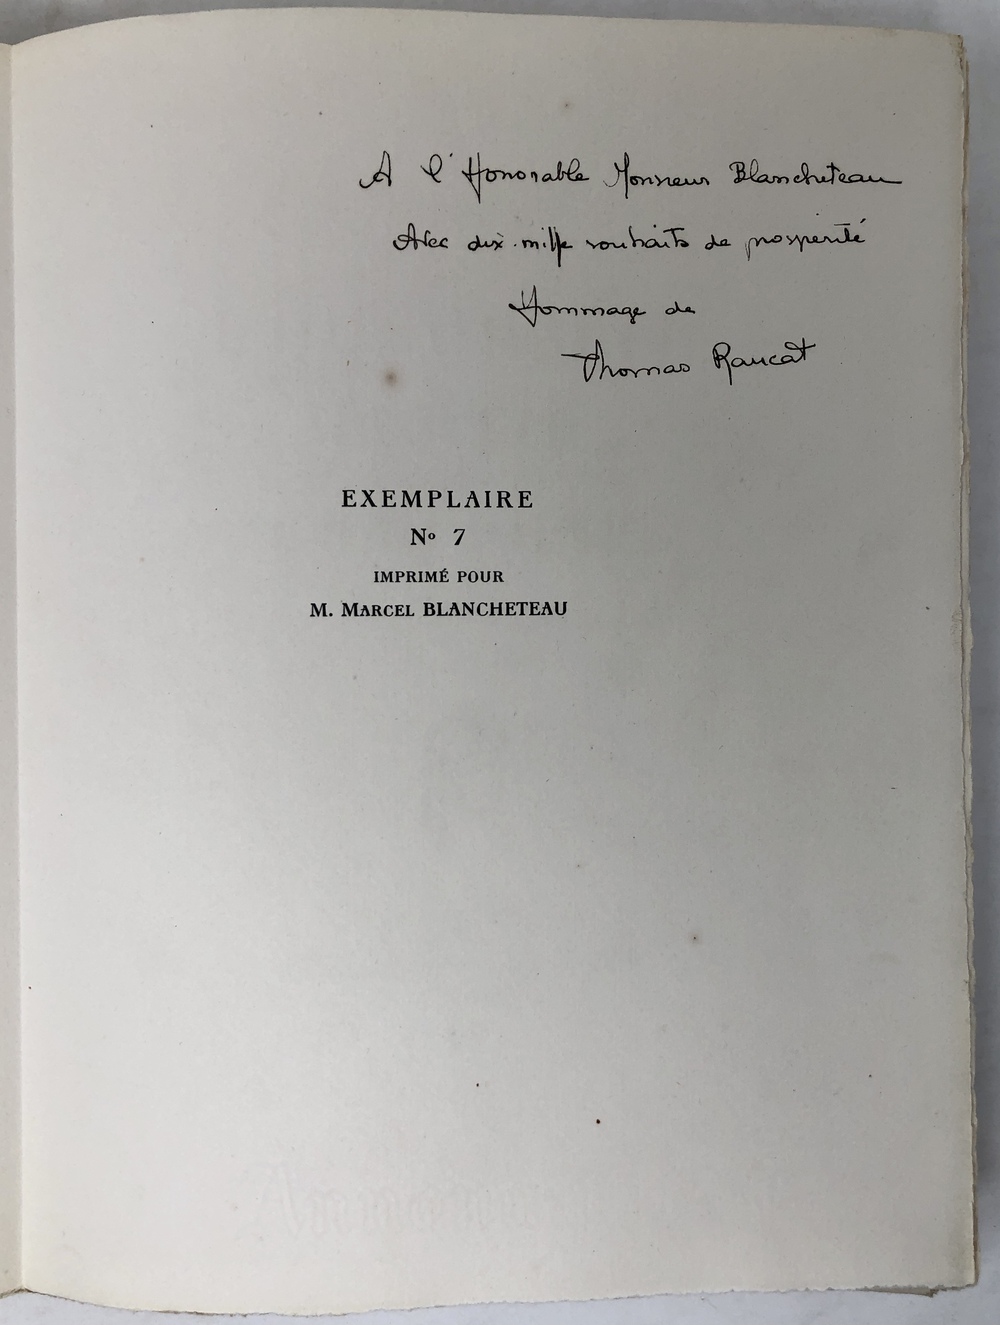 A l'Honorable Monsieur Blancheteau
Avec dix mille souhaits de prospérité
Hommage de
Thomas Raucat
EXEMPLAIRE
Nº 7
IMPRIMÉ POUR
M. MARCEL BLANCHETEAU